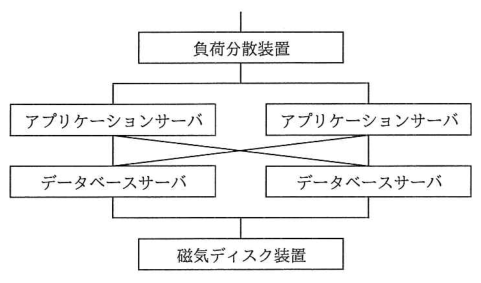 負荷分散装置
アプリケーションサーバ
アプリケーションサーバ
データベースサーバ
データベースサーバ
磁気ディスク装置